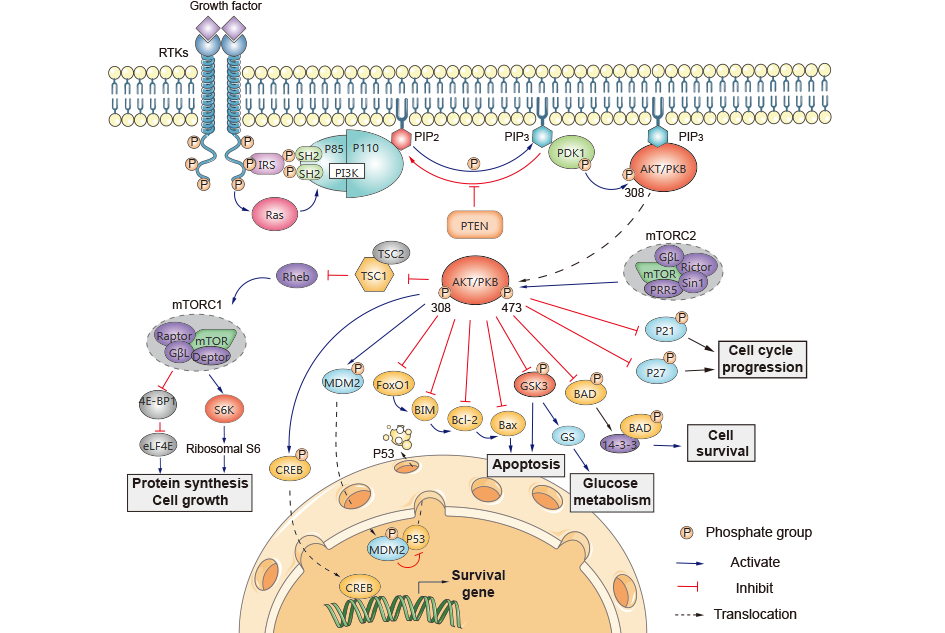 Growth factor
RTKs
P
P
P
P
P
P
IRS
P
P
SH2
SH2
P85
P110
PI3K
Ras
PIP2
P
PIP3
PDK1
P
PIP3
P
AKT/PKB
308
PTEN
mTORC2
GβL
Rictor
mTOR
Sin1
PRR5
TSC2
TSC1
Rheb
AKT/PKB
P
P
308
473
mTORC1
Raptor
mTOR
GβL
Deptor
4E-BP1
S6K
eLF4E
Ribosomal S6
Protein synthesis
Cell growth
P
MDM2
FoxO1
BIM
Bcl-2
Bax
P
GSK3
P
BAD
P
P21
P
P27
Cell cycle
progression
GS
P
BAD
14-3-3
Cell
survival
Apoptosis
Glucose
metabolism
P53
P
CREB
P
MDM2
P53
CREB
Survival
gene
P
Phosphate group
Activate
Inhibit
Translocation